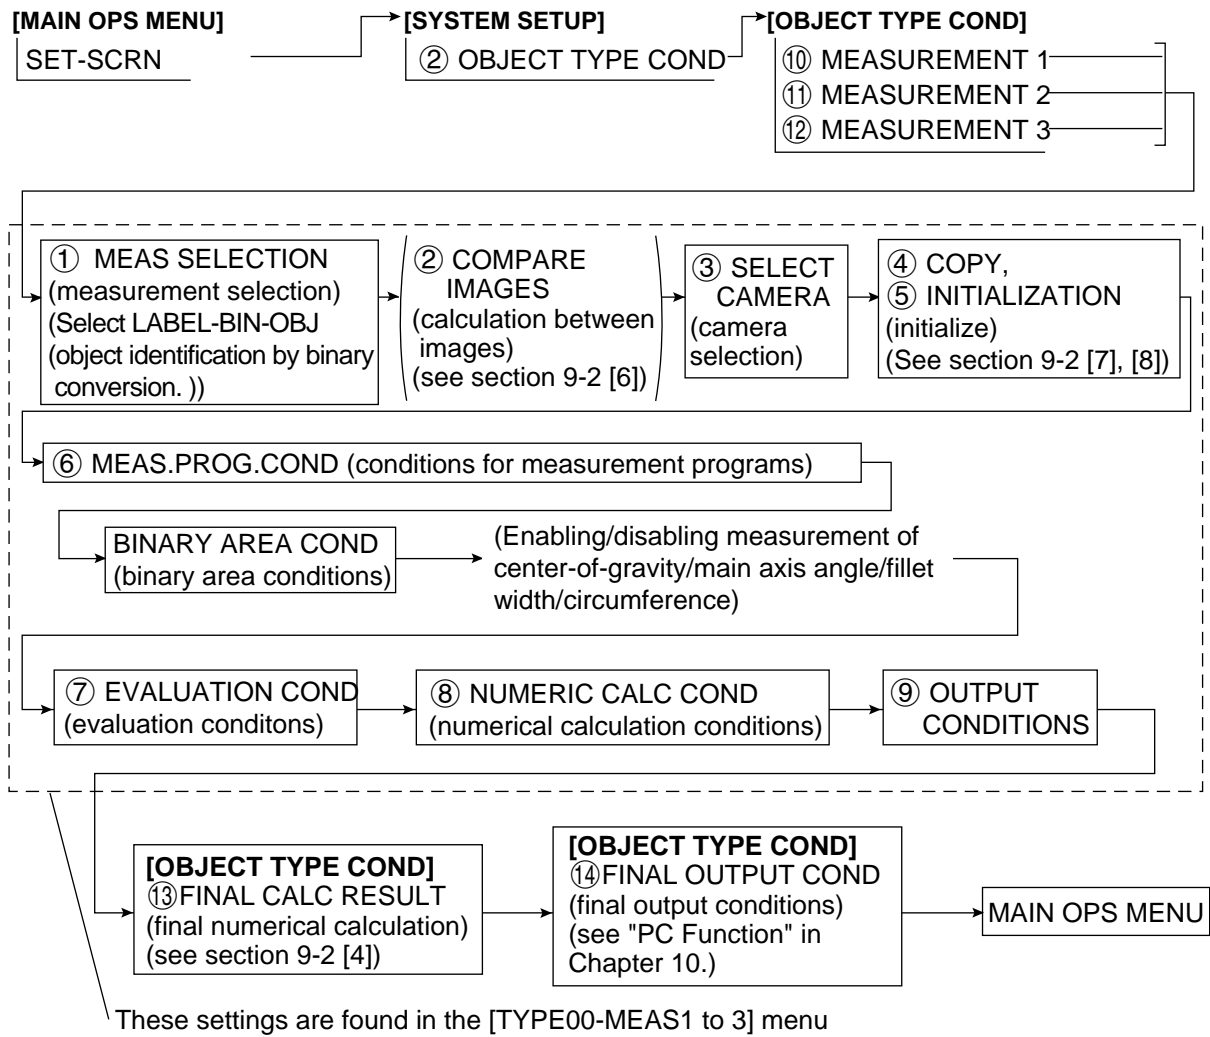 [MAIN OPS MENU]
SET-SCRN
[SYSTEM SETUP]
② OBJECT TYPE COND
[OBJECT TYPE COND]
⑩ MEASUREMENT 1
⑪ MEASUREMENT 2
⑫ MEASUREMENT 3
① MEAS SELECTION
(measurement selection)
(Select LABEL-BIN-OBJ
(object identification by binary
conversion. ))
② COMPARE
IMAGES
(calculation between
images)
(see section 9-2 [6])
③ SELECT
CAMERA
(camera
selection)
④ COPY,
⑤ INITIALIZATION
(initialize)
(See section 9-2 [7], [8])
⑥ MEAS.PROG.COND (conditions for measurement programs)
BINARY AREA COND
(binary area conditions)
(Enabling/disabling measurement of
center-of-gravity/main axis angle/fillet
width/circumference)
⑦ EVALUATION COND
(evaluation conditons)
⑧ NUMERIC CALC COND
(numerical calculation conditions)
⑨ OUTPUT
CONDITIONS
[OBJECT TYPE COND]
⑬FINAL CALC RESULT
(final numerical calculation)
(see section 9-2 [4])
[OBJECT TYPE COND]
⑭FINAL OUTPUT COND
(final output conditions)
(see "PC Function" in
Chapter 10.)
MAIN OPS MENU
These settings are found in the [TYPE00-MEAS1 to 3] menu